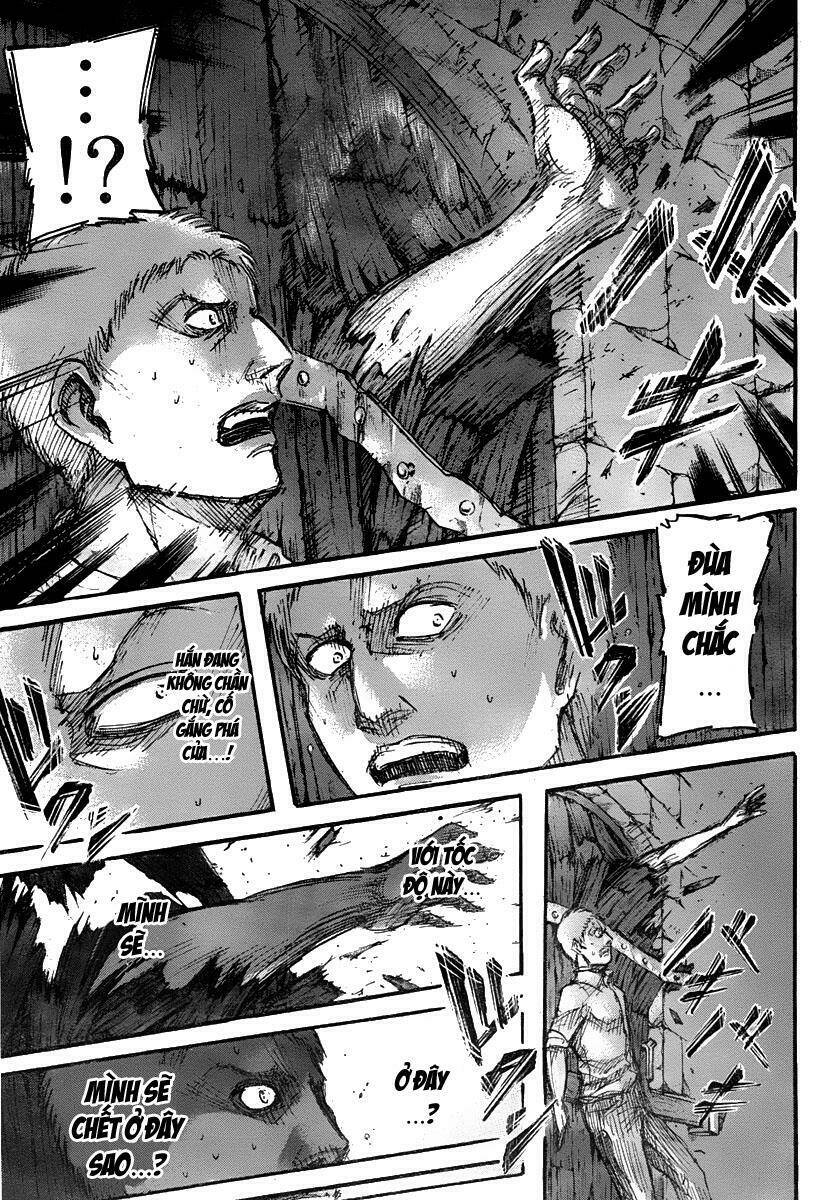 ...
!?
ĐÙA
MÌNH
CHẮC
...
HẮN ĐANG
KHÔNG CHẦN
CHỪ, CỐ
GẮNG PHÁ
CỬA...!
VỚI TỐC
ĐỘ NÀY...
MÌNH
SẼ...
Ở ĐÂY
...?
MÌNH SẼ
CHẾT Ở ĐÂY
SAO...?